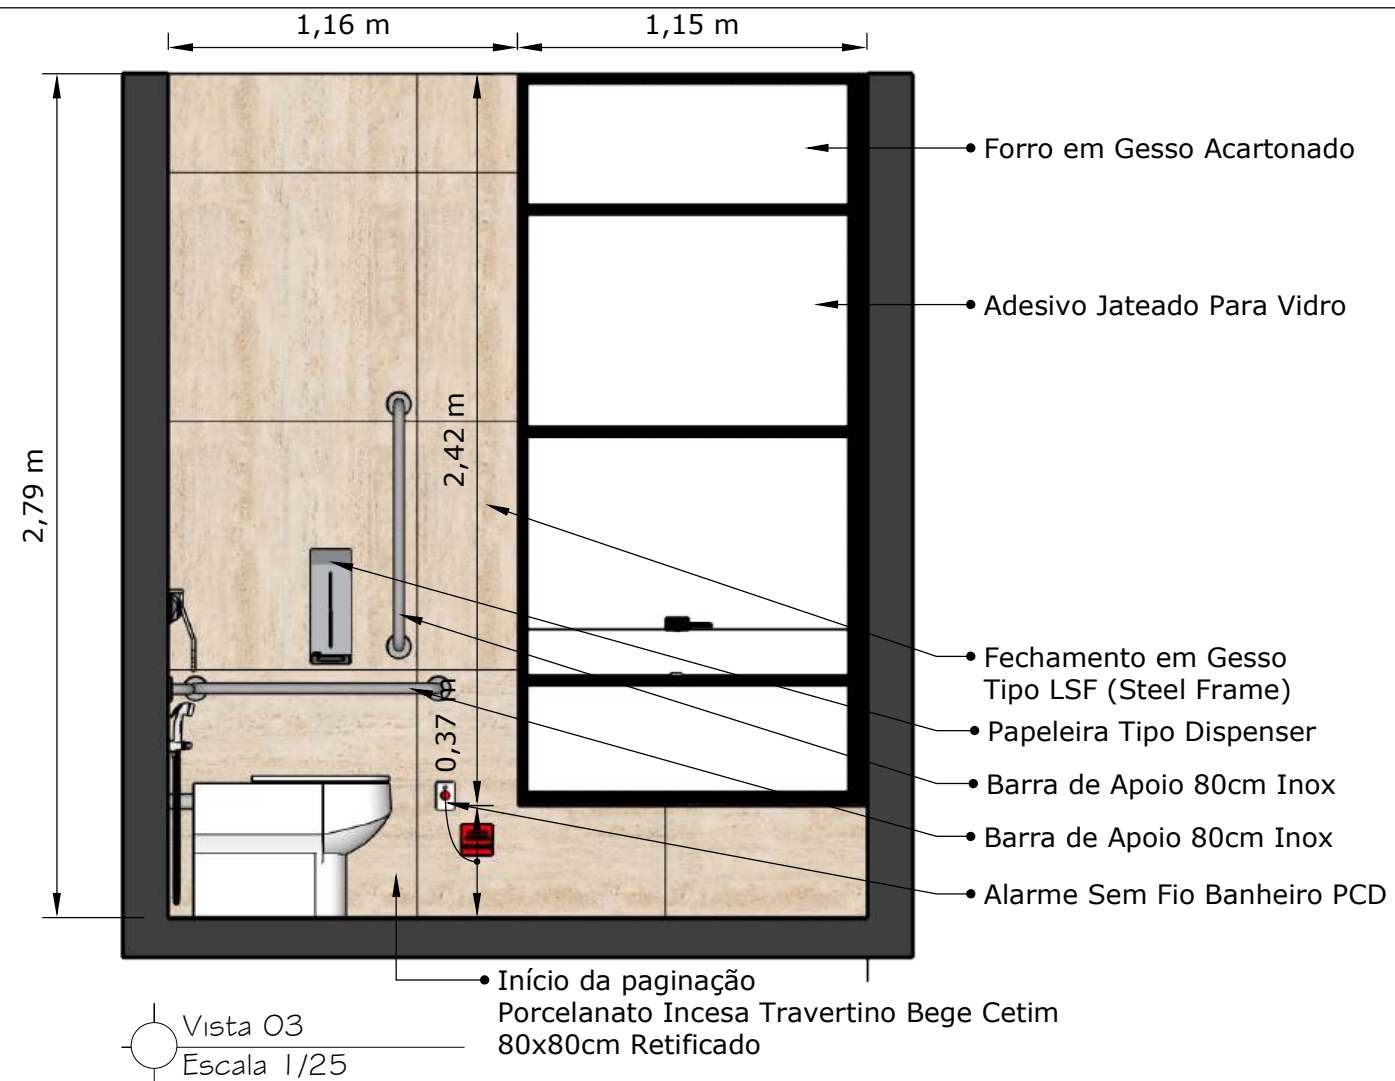 1,16 m
1,15 m
Forro em Gesso Acartonado
Adesivo Jateado Para Vidro
2,42 m
2,79 m
Fechamento em Gesso
Tipo LSF (Steel Frame)
Papeleira Tipo Dispenser
0,37 m
Barra de Apoio 80cm Inox
Barra de Apoio 80cm Inox
Alarme Sem Fio Banheiro PCD
Início da paginação
Porcelanato Incesa Travertino Bege Cetim
80x80cm Retificado
Vista 03
Escala 1/25